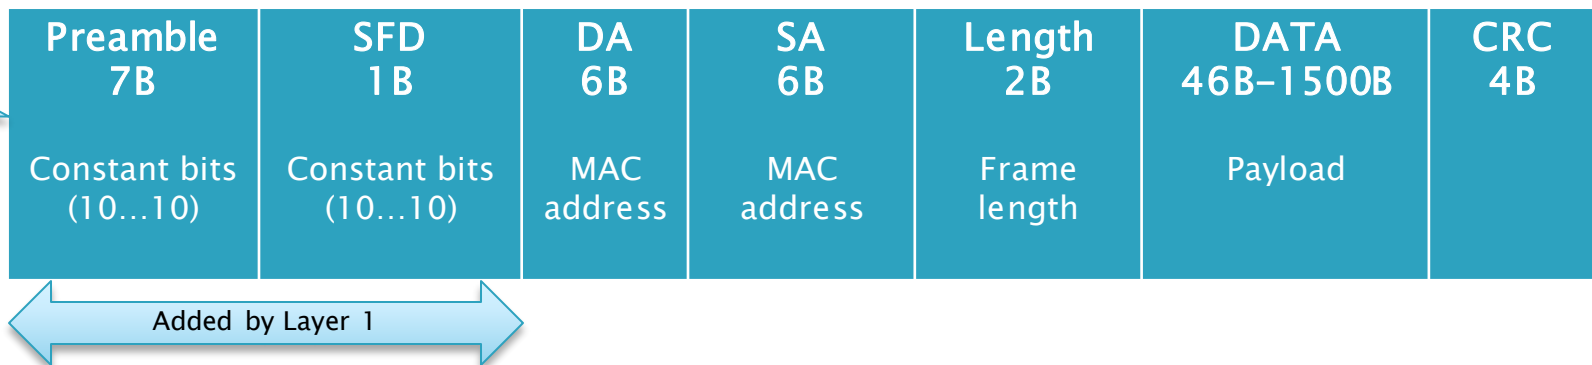 Preamble
7B
Constant bits
(10...10)
SFD
1B
Constant bits
(10...10)
DA
6B
MAC
address
SA
6B
MAC
address
Length
2B
Frame
length
DATA
46B-1500B
Payload
CRC
4B
Added by Layer 1